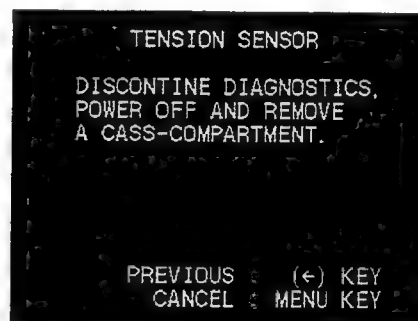 TENSION SENSOR
DISCONTINE DIAGNOSTICS,
POWER OFF AND REMOVE
A CASS-COMPARTMENT.
PREVIOUS : (←) KEY
CANCEL : MENU KEY